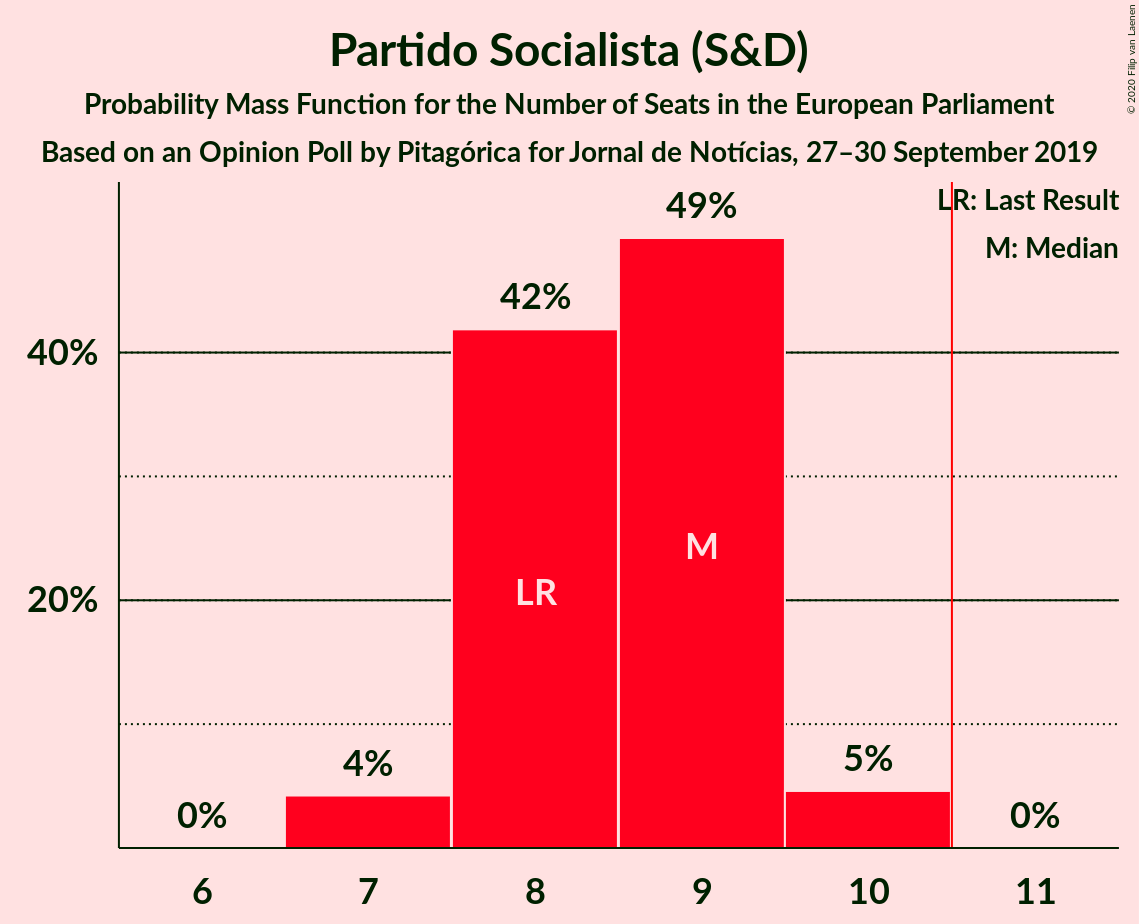 Partido Socialista (S&D)
Probability Mass Function for the Number of Seats in the European Parliament
Based on an Opinion Poll by Pitagórica for Jornal de Notícias, 27–30 September 2019
© 2020 Filip van Laenen
LR: Last Result
M: Median
49%
42%
40%
M
LR
20%
5%
4%
0%
0%
6 7 8 9 10 11